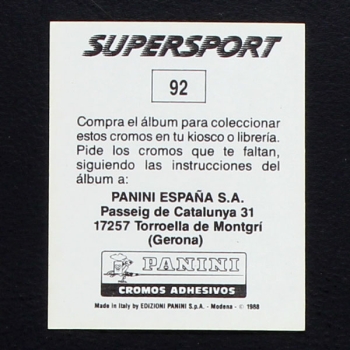 SUPERSPORT
92
Compra el álbum para coleccionar
estos cromos en tu kiosco o librería.
Pide los cromos que te faltan,
siguiendo las instrucciones del
álbum a:
PANINI ESPAÑA S.A.
Passeig de Catalunya 31
17257 Torroella de Montgrí
(Gerona)
PANINI
CROMOS ADHESIVOS
Made in Italy by EDIZIONI PANINI S.p.A. - Modena - © 1988